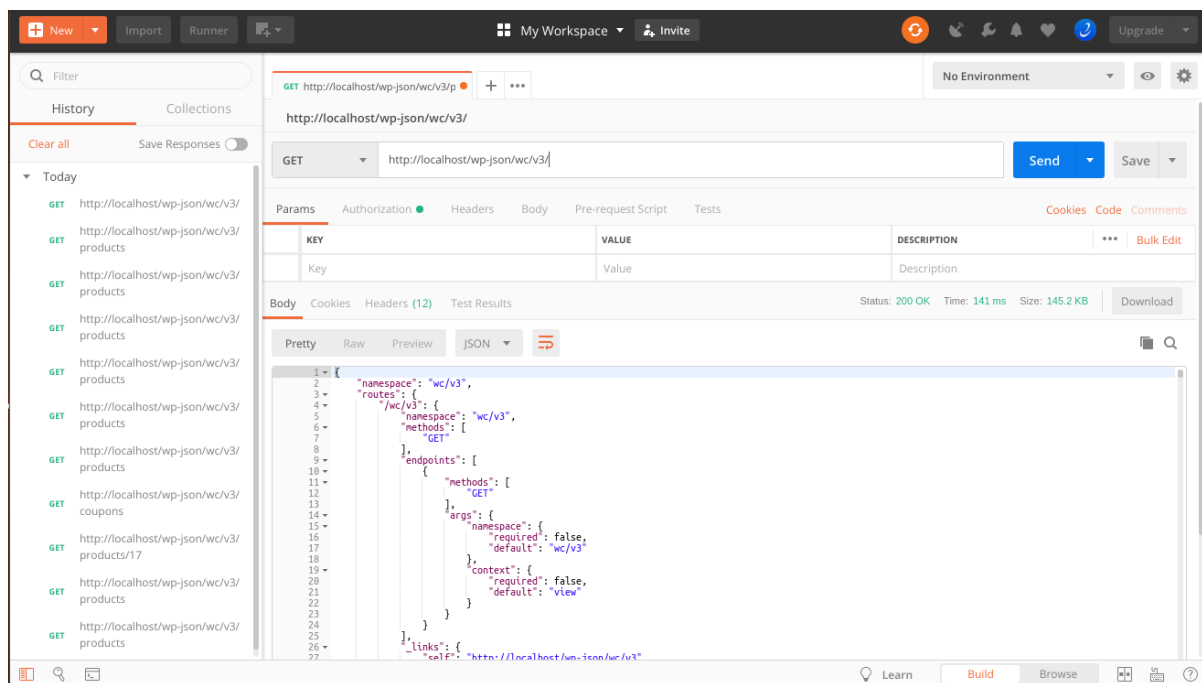 New Import Runner My Workspace Invite Upgrade
Filter
History Collections
Clear all Save Responses
Today
GET http://localhost/wp-json/wc/v3/
GET http://localhost/wp-json/wc/v3/
products
GET http://localhost/wp-json/wc/v3/
products
GET http://localhost/wp-json/wc/v3/
products
GET http://localhost/wp-json/wc/v3/
products
GET http://localhost/wp-json/wc/v3/
products
GET http://localhost/wp-json/wc/v3/
products
GET http://localhost/wp-json/wc/v3/
coupons
GET http://localhost/wp-json/wc/v3/
products/17
GET http://localhost/wp-json/wc/v3/
products
GET http://localhost/wp-json/wc/v3/
products
GET http://localhost/wp-json/wc/v3/p No Environment
http://localhost/wp-json/wc/v3/
GET http://localhost/wp-json/wc/v3/ Send Save
Params Authorization Headers Body Pre-request Script Tests Cookies Code Comments
KEY VALUE DESCRIPTION Bulk Edit
Key Value Description
Body Cookies Headers (12) Test Results Status: 200 OK Time: 141 ms Size: 145.2 KB Download
Pretty Raw Preview JSON
1 {
2 "namespace": "wc/v3",
3 "routes": {
4 "/wc/v3": {
5 "namespace": "wc/v3",
6 "methods": [
7 "GET"
8 ],
9 "endpoints": [
10 {
11 "methods": [
12 "GET"
13 ],
14 "args": {
15 "namespace": {
16 "required": false,
17 "default": "wc/v3"
18 },
19 "context": {
20 "required": false,
21 "default": "view"
22 }
23 }
24 }
25 ],
26 "_links": {
27 "self": "http://localhost/wp-json/wc/v3"
Learn Build Browse